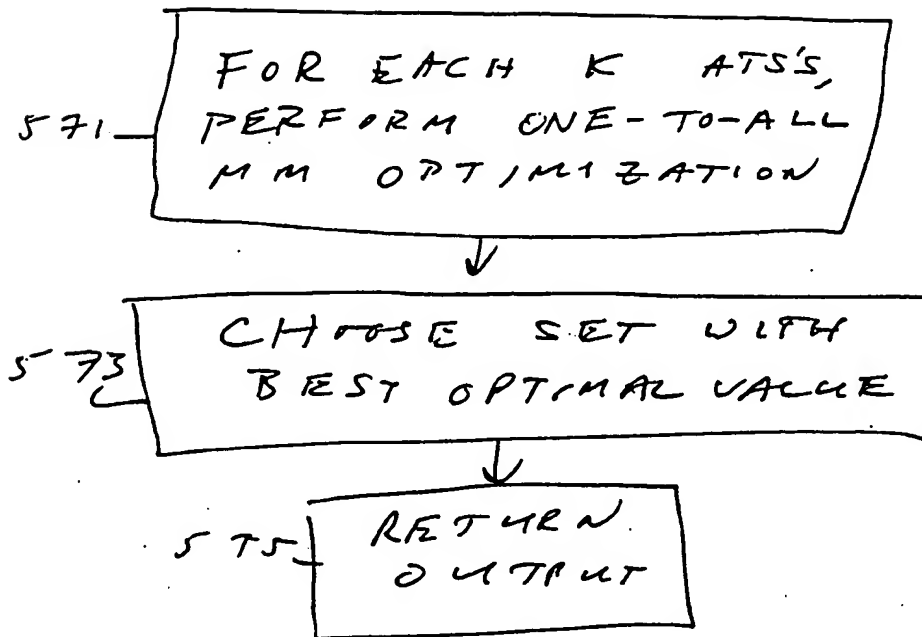 FOR EACH K ATS'S,
571 PERFORM ONE-TO-ALL
MM OPTIMIZATION
CHOOSE SET WITH
573 BEST OPTIMAL VALUE
575 RETURN
OUTPUT